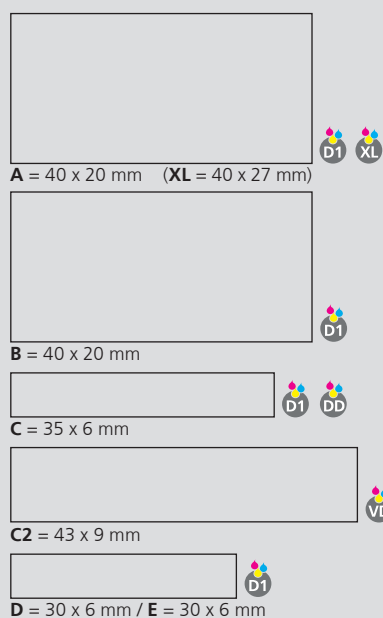 D1 XL
A = 40 x 20 mm (XL = 40 x 27 mm)
D1
B = 40 x 20 mm
D1 DD
C = 35 x 6 mm
C2 = 43 x 9 mm
D1
D = 30 x 6 mm / E = 30 x 6 mm